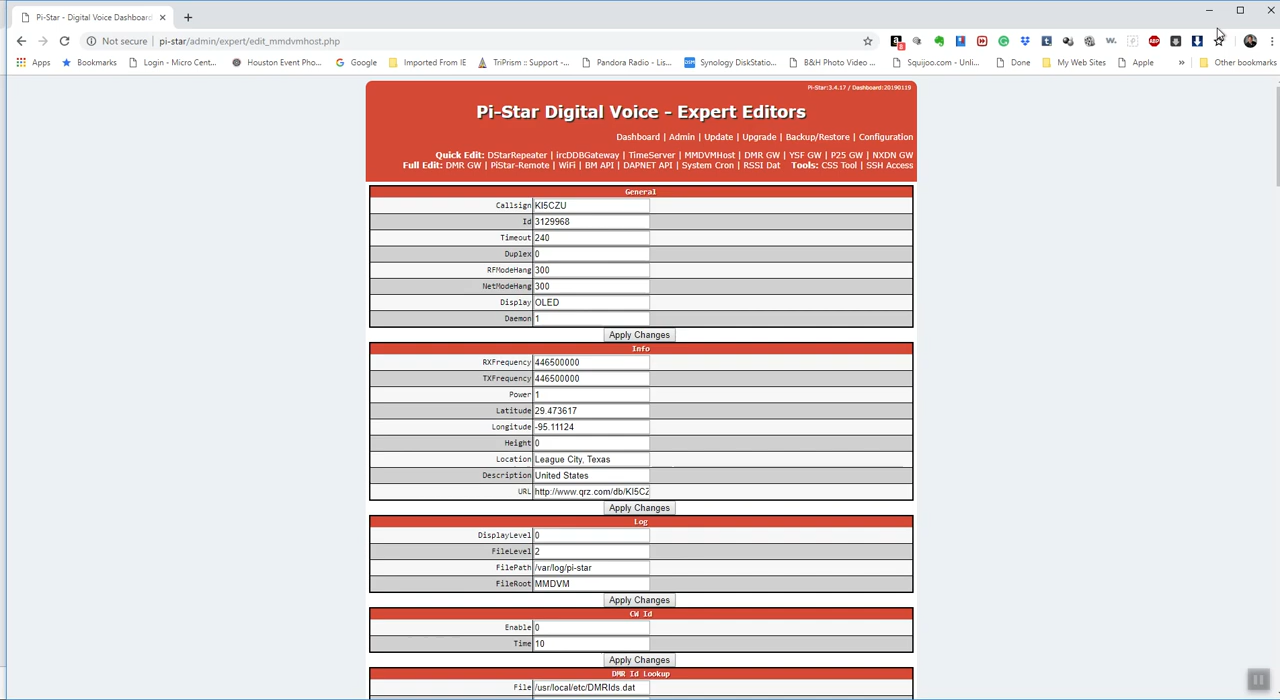 Pi-Star - Digital Voice Dashboard
Not secure | pi-star/admin/expert/edit_mmdvmhost.php
Apps Bookmarks Login - Micro Cent... Houston Event Pho... Google Imported From IE TriPrism :: Support -... Pandora Radio - Lis... Synology DiskStatio... B&H Photo Video ... Squijoo.com - Unli... Done My Web Sites Apple » Other bookmarks
Pi-Star:3.4.17 / Dashboard:20190119
Pi-Star Digital Voice - Expert Editors
Dashboard | Admin | Update | Upgrade | Backup/Restore | Configuration
Quick Edit: DStarRepeater | ircDDBGateway | TimeServer | MMDVMHost | DMR GW | YSF GW | P25 GW | NXDN GW
Full Edit: DMR GW | PiStar-Remote | WiFi | BM API | DAPNET API | System Cron | RSSI Dat Tools: CSS Tool | SSH Access
General
Callsign KI5CZU
Id 3129968
Timeout 240
Duplex 0
RFModeHang 300
NetModeHang 300
Display OLED
Daemon 1
Apply Changes
Info
RXFrequency 446500000
TXFrequency 446500000
Power 1
Latitude 29.473617
Longitude -95.11124
Height 0
Location League City, Texas
Description United States
URL http://www.qrz.com/db/KI5CZ
Apply Changes
Log
DisplayLevel 0
FileLevel 2
FilePath /var/log/pi-star
FileRoot MMDVM
Apply Changes
CW Id
Enable 0
Time 10
Apply Changes
DMR Id Lookup
File /usr/local/etc/DMRIds.dat